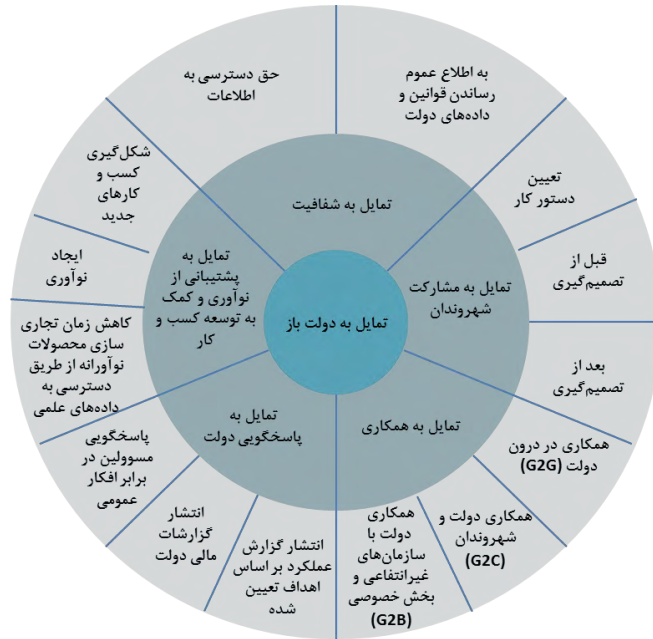 به اطلاع عموم
رساندن قوانین و
داده‌های دولت
حق دسترسی به
اطلاعات
تعیین
دستور کار
قبل از
تصمیم‌گیری
بعد از
تصمیم‌گیری
همکاری در درون
دولت (G2G)
همکاری دولت و
شهروندان
(G2C)
همکاری
دولت با
سازمان‌های
غیرانتفاعی و
بخش خصوصی
(G2B)
انتشار گزارش
عملکرد بر اساس
اهداف تعیین
شده
انتشار
گزارشات
مالی دولت
پاسخگویی
مسوولین در
برابر افکار
عمومی
کاهش زمان تجاری
سازی محصولات
نوآورانه از طریق
دسترسی به
داده‌های علمی
ایجاد
نوآوری
شکل‌گیری
کسب و
کارهای
جدید
تمایل به شفافیت
تمایل به مشارکت
شهروندان
تمایل به همکاری
تمایل به
پاسخگویی دولت
تمایل به
پشتیبانی از
نوآوری و کمک
به توسعه کسب و
کار
تمایل به دولت باز